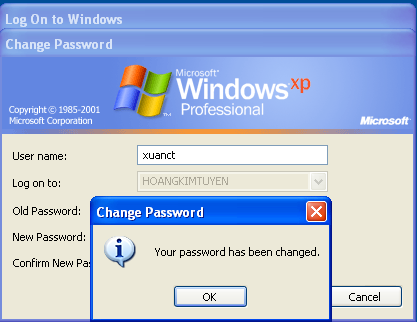 Log On to Windows
Change Password
Microsoft®
Windows xp
Professional
Copyright © 1985-2001
Microsoft Corporation
Microsoft
User name:
xuanct
Log on to:
HOANGKIMTUYEN
Old Password:
New Password:
Confirm New Pas
Change Password
Your password has been changed.
OK
Cancel